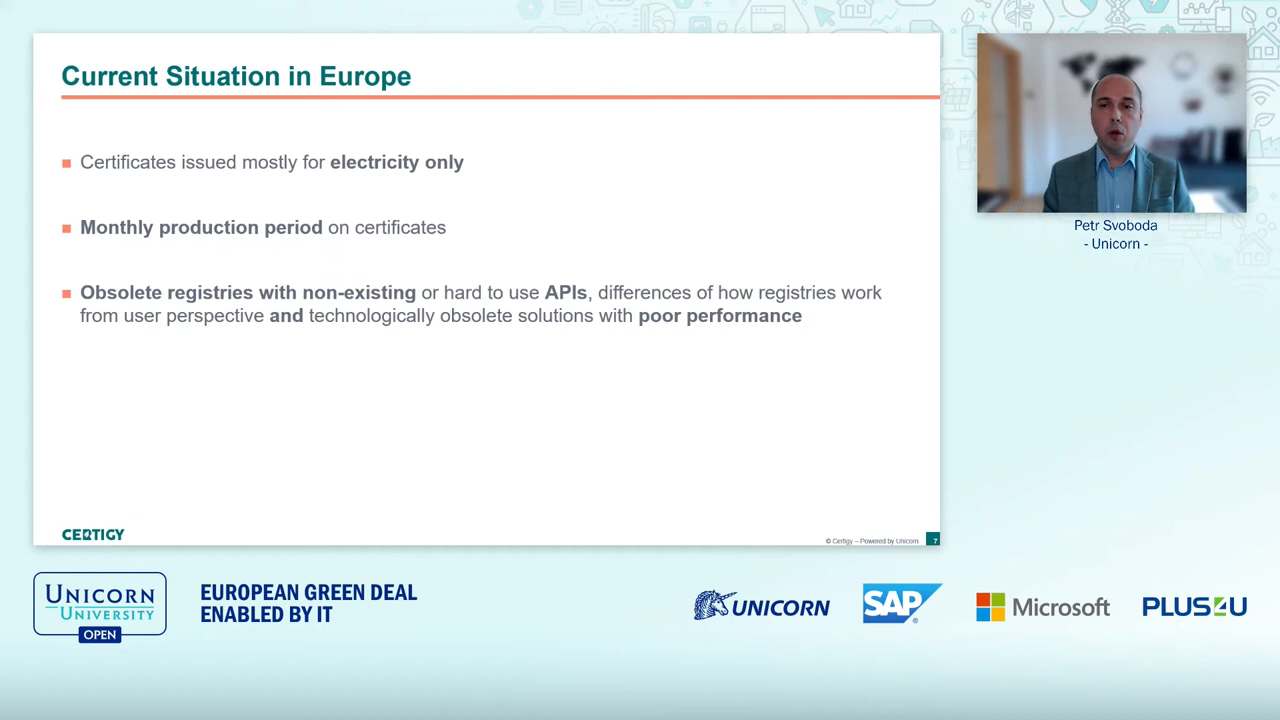 Current Situation in Europe
Certificates issued mostly for electricity only
Monthly production period on certificates
Obsolete registries with non-existing or hard to use APIs, differences of how registries work
from user perspective and technologically obsolete solutions with poor performance
CERTIGY
© Certigy – Powered by Unicorn
7
Petr Svoboda
- Unicorn -
UNICORN
UNIVERSITY
OPEN
EUROPEAN GREEN DEAL
ENABLED BY IT
UNICORN
SAP
®
Microsoft
PLUS4U